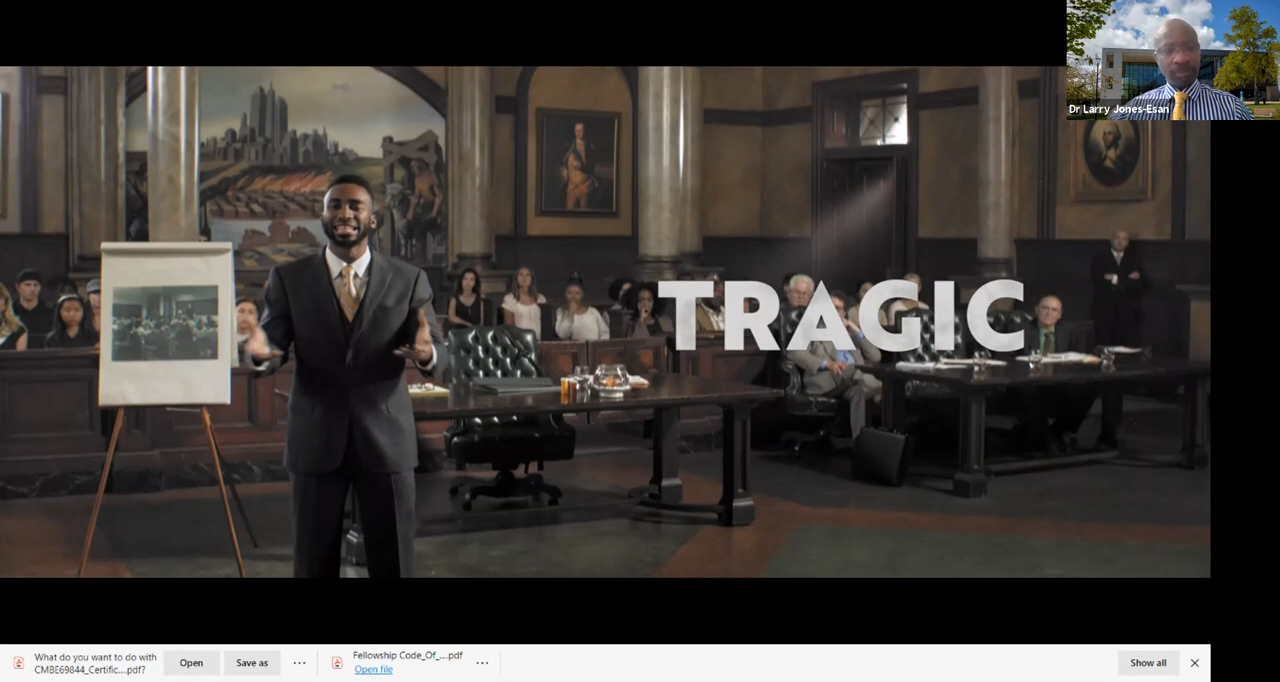 Dr Larry Jones-Esan
TRAGIC
What do you want to do with
CMBE69844_Certific....pdf?
Open
Save as
Fellowship Code_Of_....pdf
Open file
Show all